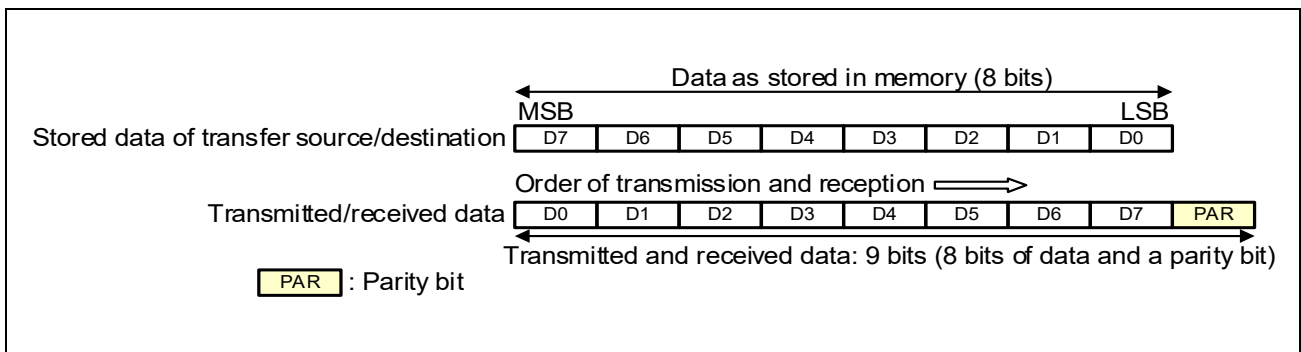 Data as stored in memory (8 bits)
MSB LSB
Stored data of transfer source/destination D7 D6 D5 D4 D3 D2 D1 D0
Order of transmission and reception
Transmitted/received data D0 D1 D2 D3 D4 D5 D6 D7 PAR
Transmitted and received data: 9 bits (8 bits of data and a parity bit)
PAR : Parity bit